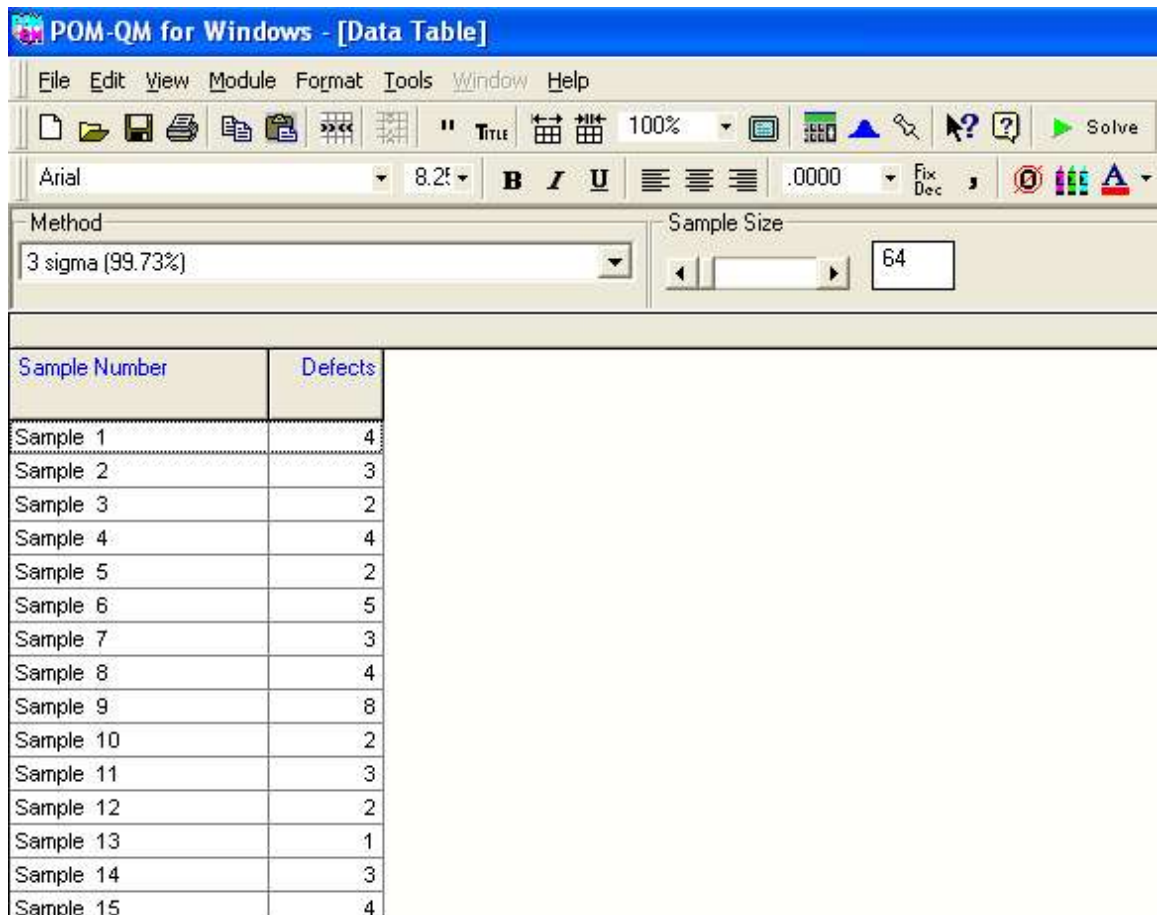 POM-QM for Windows - [Data Table]
File Edit View Module Format Tools Window Help
" TITLE 100% ? ? Solve
Arial 8.25 B I U .0000 Fix Dec , 0 A
Method Sample Size
3 sigma (99.73%) 64
Sample Number Defects
Sample 1 4
Sample 2 3
Sample 3 2
Sample 4 4
Sample 5 2
Sample 6 5
Sample 7 3
Sample 8 4
Sample 9 8
Sample 10 2
Sample 11 3
Sample 12 2
Sample 13 1
Sample 14 3
Sample 15 4